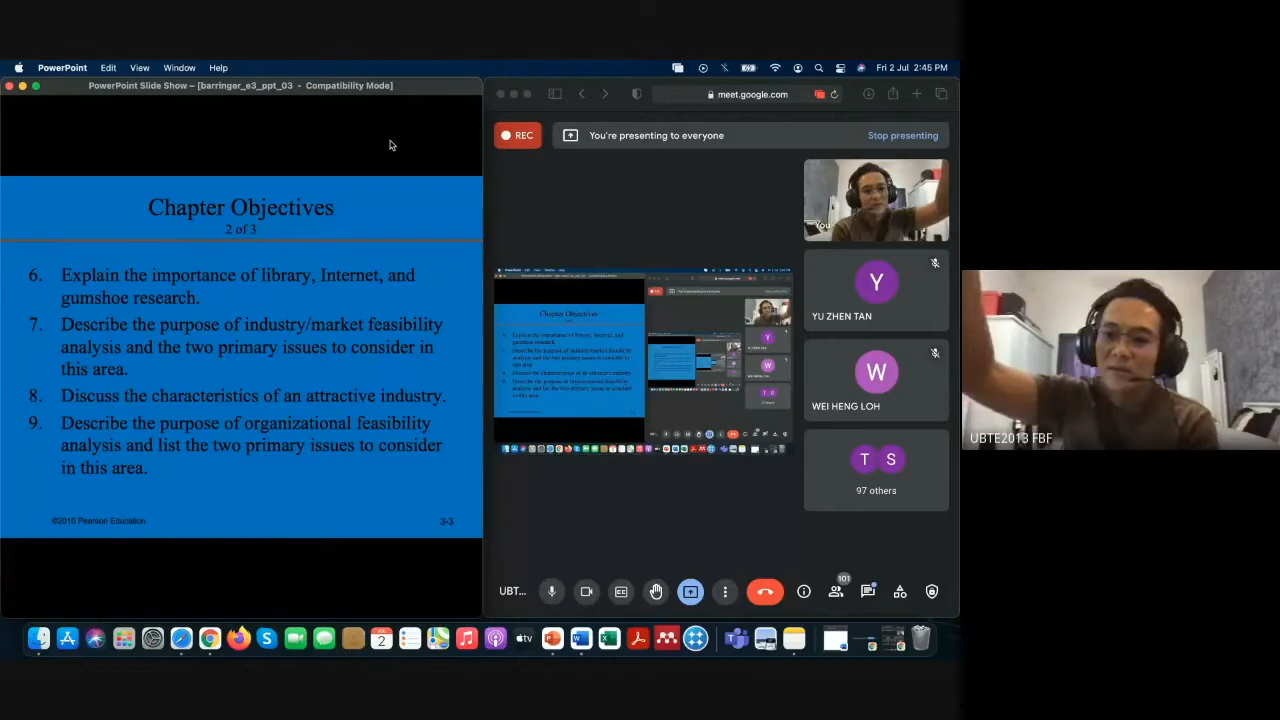 PowerPoint Edit View Window Help
Fri 2 Jul 2:45 PM
PowerPoint Slide Show – [barringer_e3_ppt_03 - Compatibility Mode]
Chapter Objectives
2 of 3
6. Explain the importance of library, Internet, and
gumshoe research.
7. Describe the purpose of industry/market feasibility
analysis and the two primary issues to consider in
this area.
8. Discuss the characteristics of an attractive industry.
9. Describe the purpose of organizational feasibility
analysis and list the two primary issues to consider
in this area.
©2010 Pearson Education
3-3
meet.google.com
REC
You're presenting to everyone
Stop presenting
You
Y
YU ZHEN TAN
W
WEI HENG LOH
T S
97 others
Chapter Objectives
UBT...
101
UBTE2013 FBF
tv
2